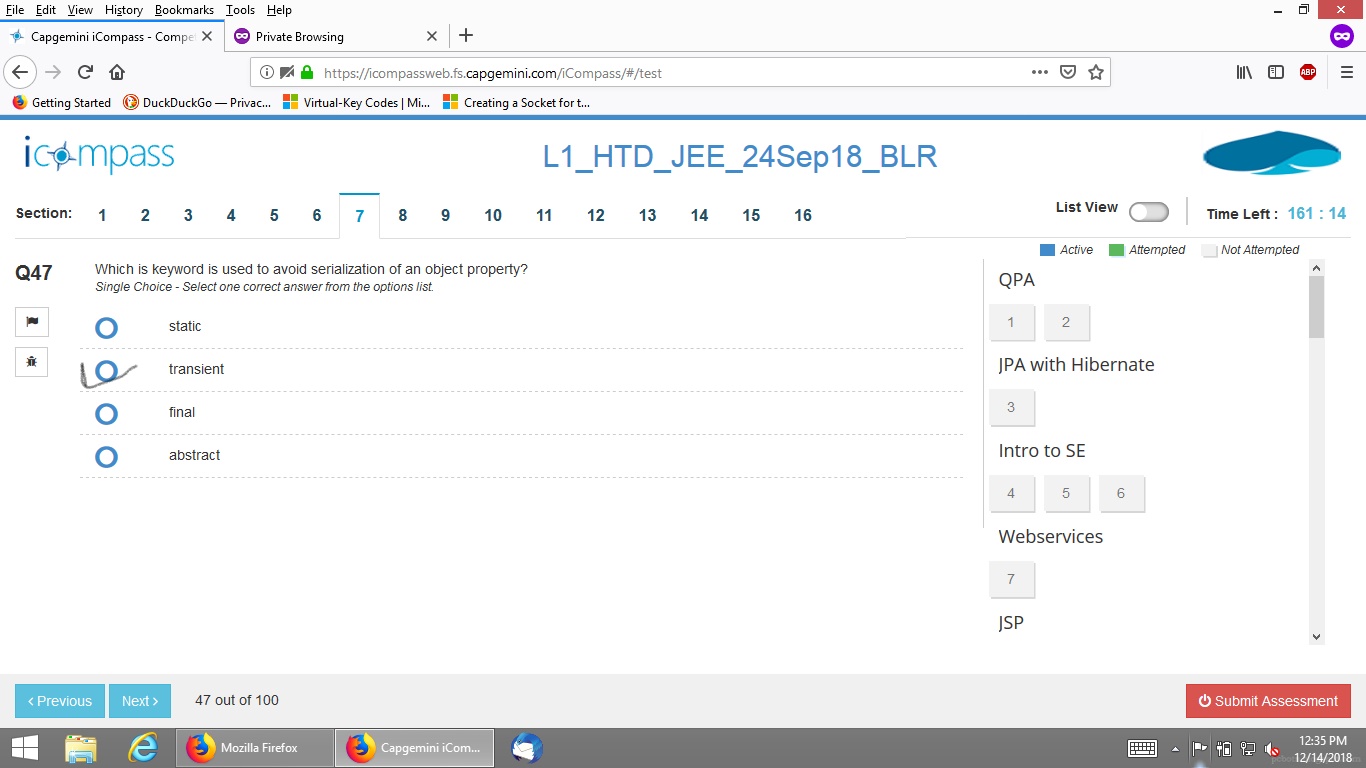 File Edit View History Bookmarks Tools Help
Capgemini iCompass - Compe
Private Browsing
https://icompassweb.fs.capgemini.com/iCompass/#/test
ABP
Getting Started
DuckDuckGo — Privac...
Virtual-Key Codes | Mi...
Creating a Socket for t...
icompass
L1_HTD_JEE_24Sep18_BLR
Section: 1 2 3 4 5 6 7 8 9 10 11 12 13 14 15 16
List View
Time Left : 161 : 14
Active Attempted Not Attempted
Q47
Which is keyword is used to avoid serialization of an object property?
Single Choice - Select one correct answer from the options list.
static
transient
final
abstract
QPA
1 2
JPA with Hibernate
3
Intro to SE
4 5 6
Webservices
7
JSP
Previous
Next
47 out of 100
Submit Assessment
Mozilla Firefox
Capgemini iCom...
12:35 PM
12/14/2018